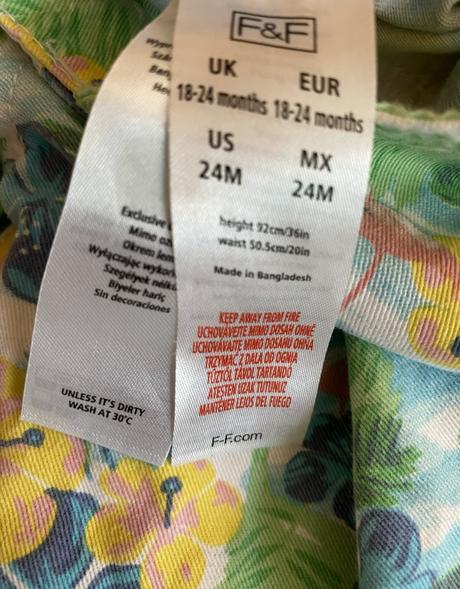 F&F
UK EUR
18-24 months 18-24 months
US MX
24M 24M
height 92cm/36in
waist 50.5cm/20in
Made in Bangladesh
KEEP AWAY FROM FIRE
UCHOVÁVEJTE MIMO DOSAH OHNĚ
UCHOVÁVAJTE MIMO DOSAHU OHŇA
TRZYMAĆ Z DALA OD OGNIA
TŰZTŐL TÁVOL TARTANDÓ
ATEŞTEN UZAK TUTUNUZ
MANTENER LEJOS DEL FUEGO
F-F.com
Exclusive
Mimo
Okrem
Wyłączając
Szegélyek
Biyeler hariç
Sin decoraciones
UNLESS IT'S DIRTY
WASH AT 30°C